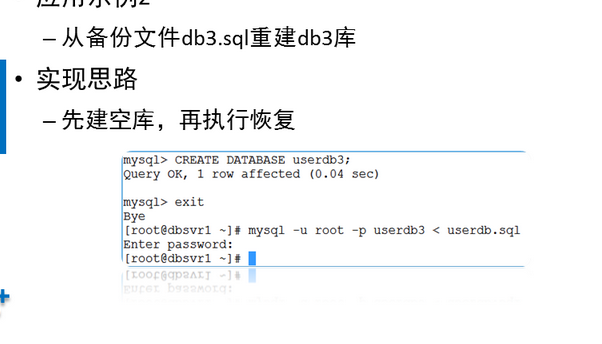 应用示例2
– 从备份文件db3.sql重建db3库
• 实现思路
– 先建空库，再执行恢复
mysql> CREATE DATABASE userdb3;
Query OK, 1 row affected (0.04 sec)
mysql> exit
Bye
[root@dbsvr1 ~]# mysql -u root -p userdb3 < userdb.sql
Enter password:
[root@dbsvr1 ~]#